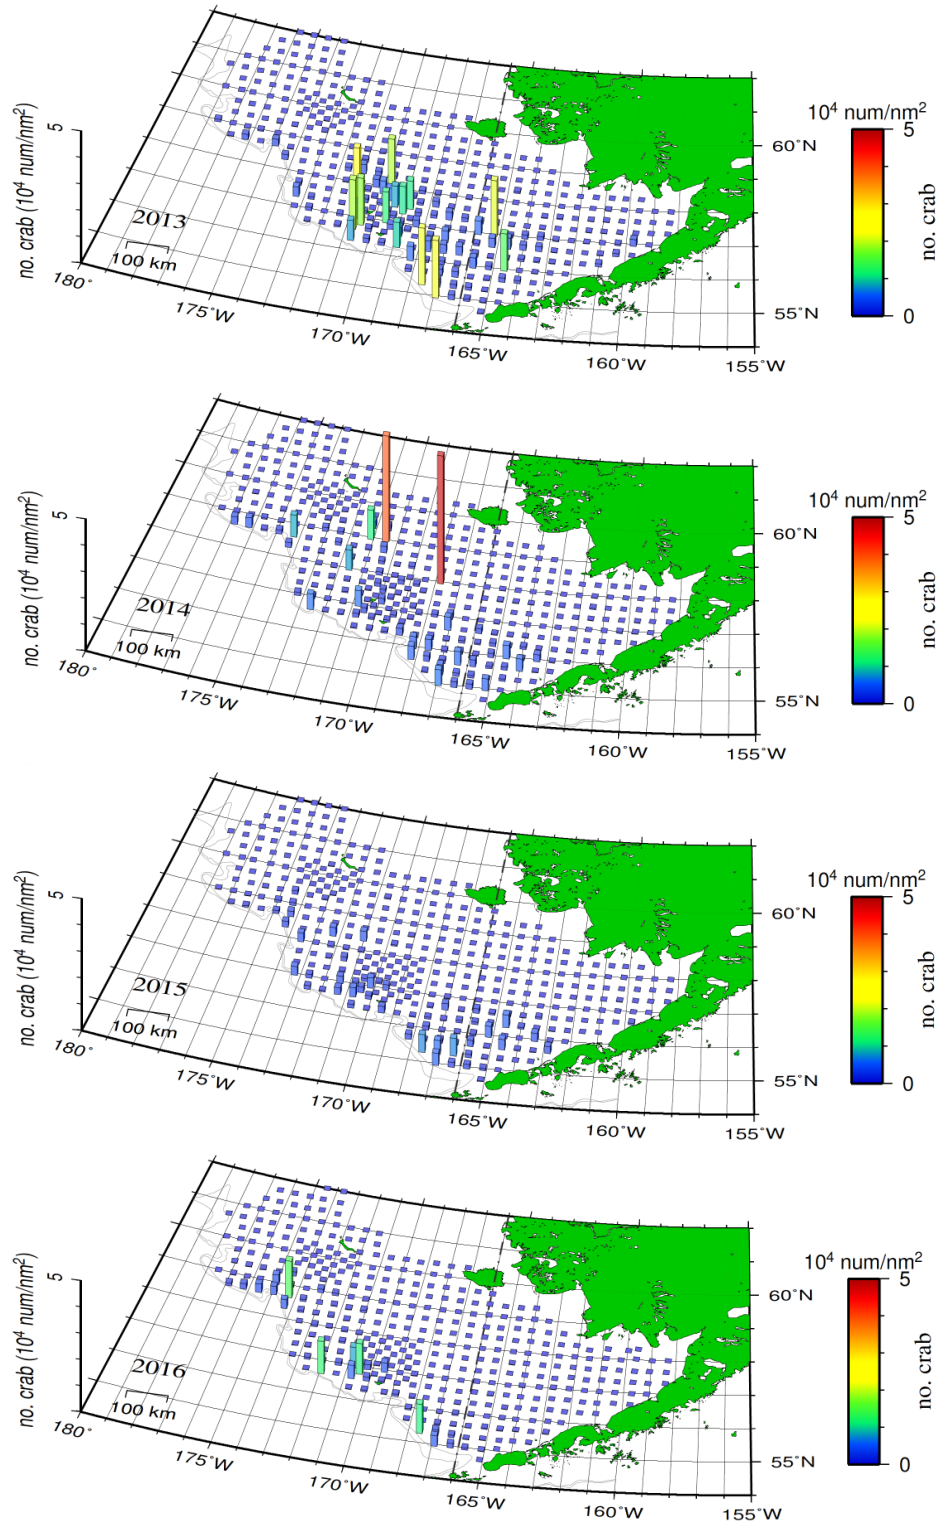 10⁴ num/nm²
5
no. crab
0
no. crab (10⁴ num/nm²)
5
2013
100 km
180˚
175˚W
170˚W
165˚W
160˚W
155˚W
60˚N
55˚N
10⁴ num/nm²
5
no. crab
0
no. crab (10⁴ num/nm²)
5
2014
100 km
180˚
175˚W
170˚W
165˚W
160˚W
155˚W
60˚N
55˚N
10⁴ num/nm²
5
no. crab
0
no. crab (10⁴ num/nm²)
5
2015
100 km
180˚
175˚W
170˚W
165˚W
160˚W
155˚W
60˚N
55˚N
10⁴ num/nm²
5
no. crab
0
no. crab (10⁴ num/nm²)
5
2016
100 km
180˚
175˚W
170˚W
165˚W
160˚W
155˚W
60˚N
55˚N